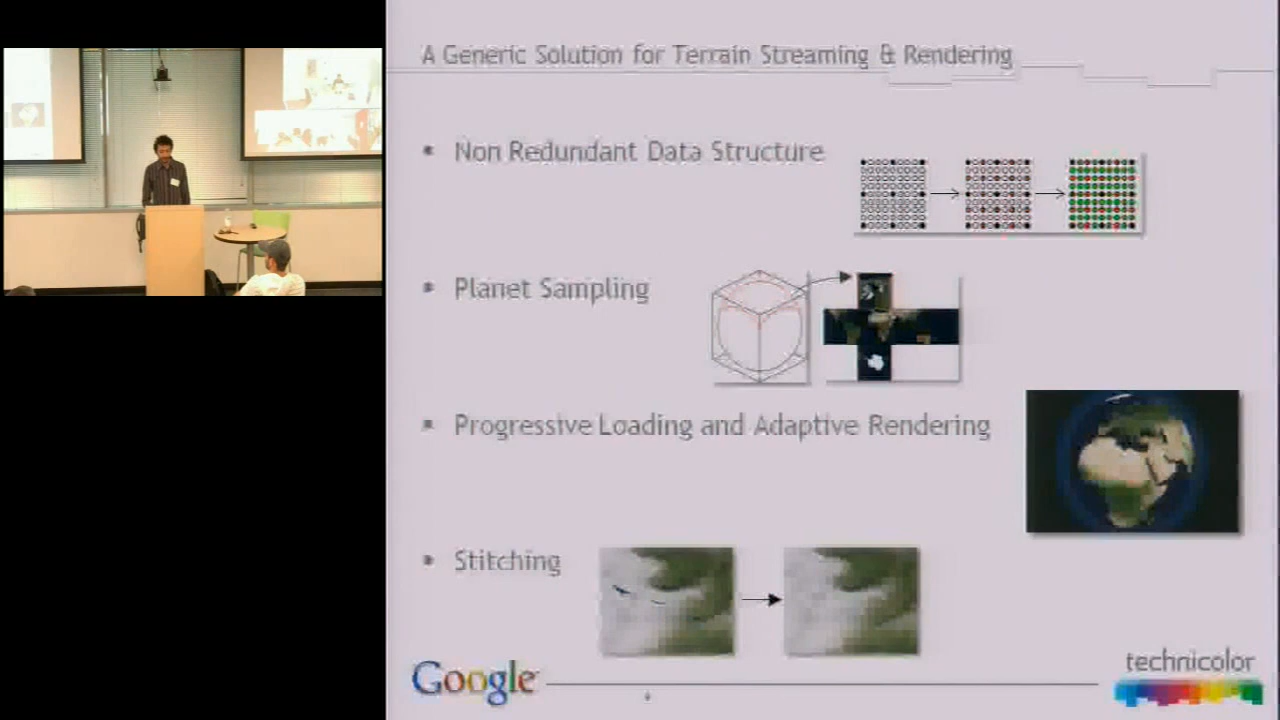 A Generic Solution for Terrain Streaming & Rendering
Non Redundant Data Structure
Planet Sampling
Progressive Loading and Adaptive Rendering
Stitching
Google
technicolor